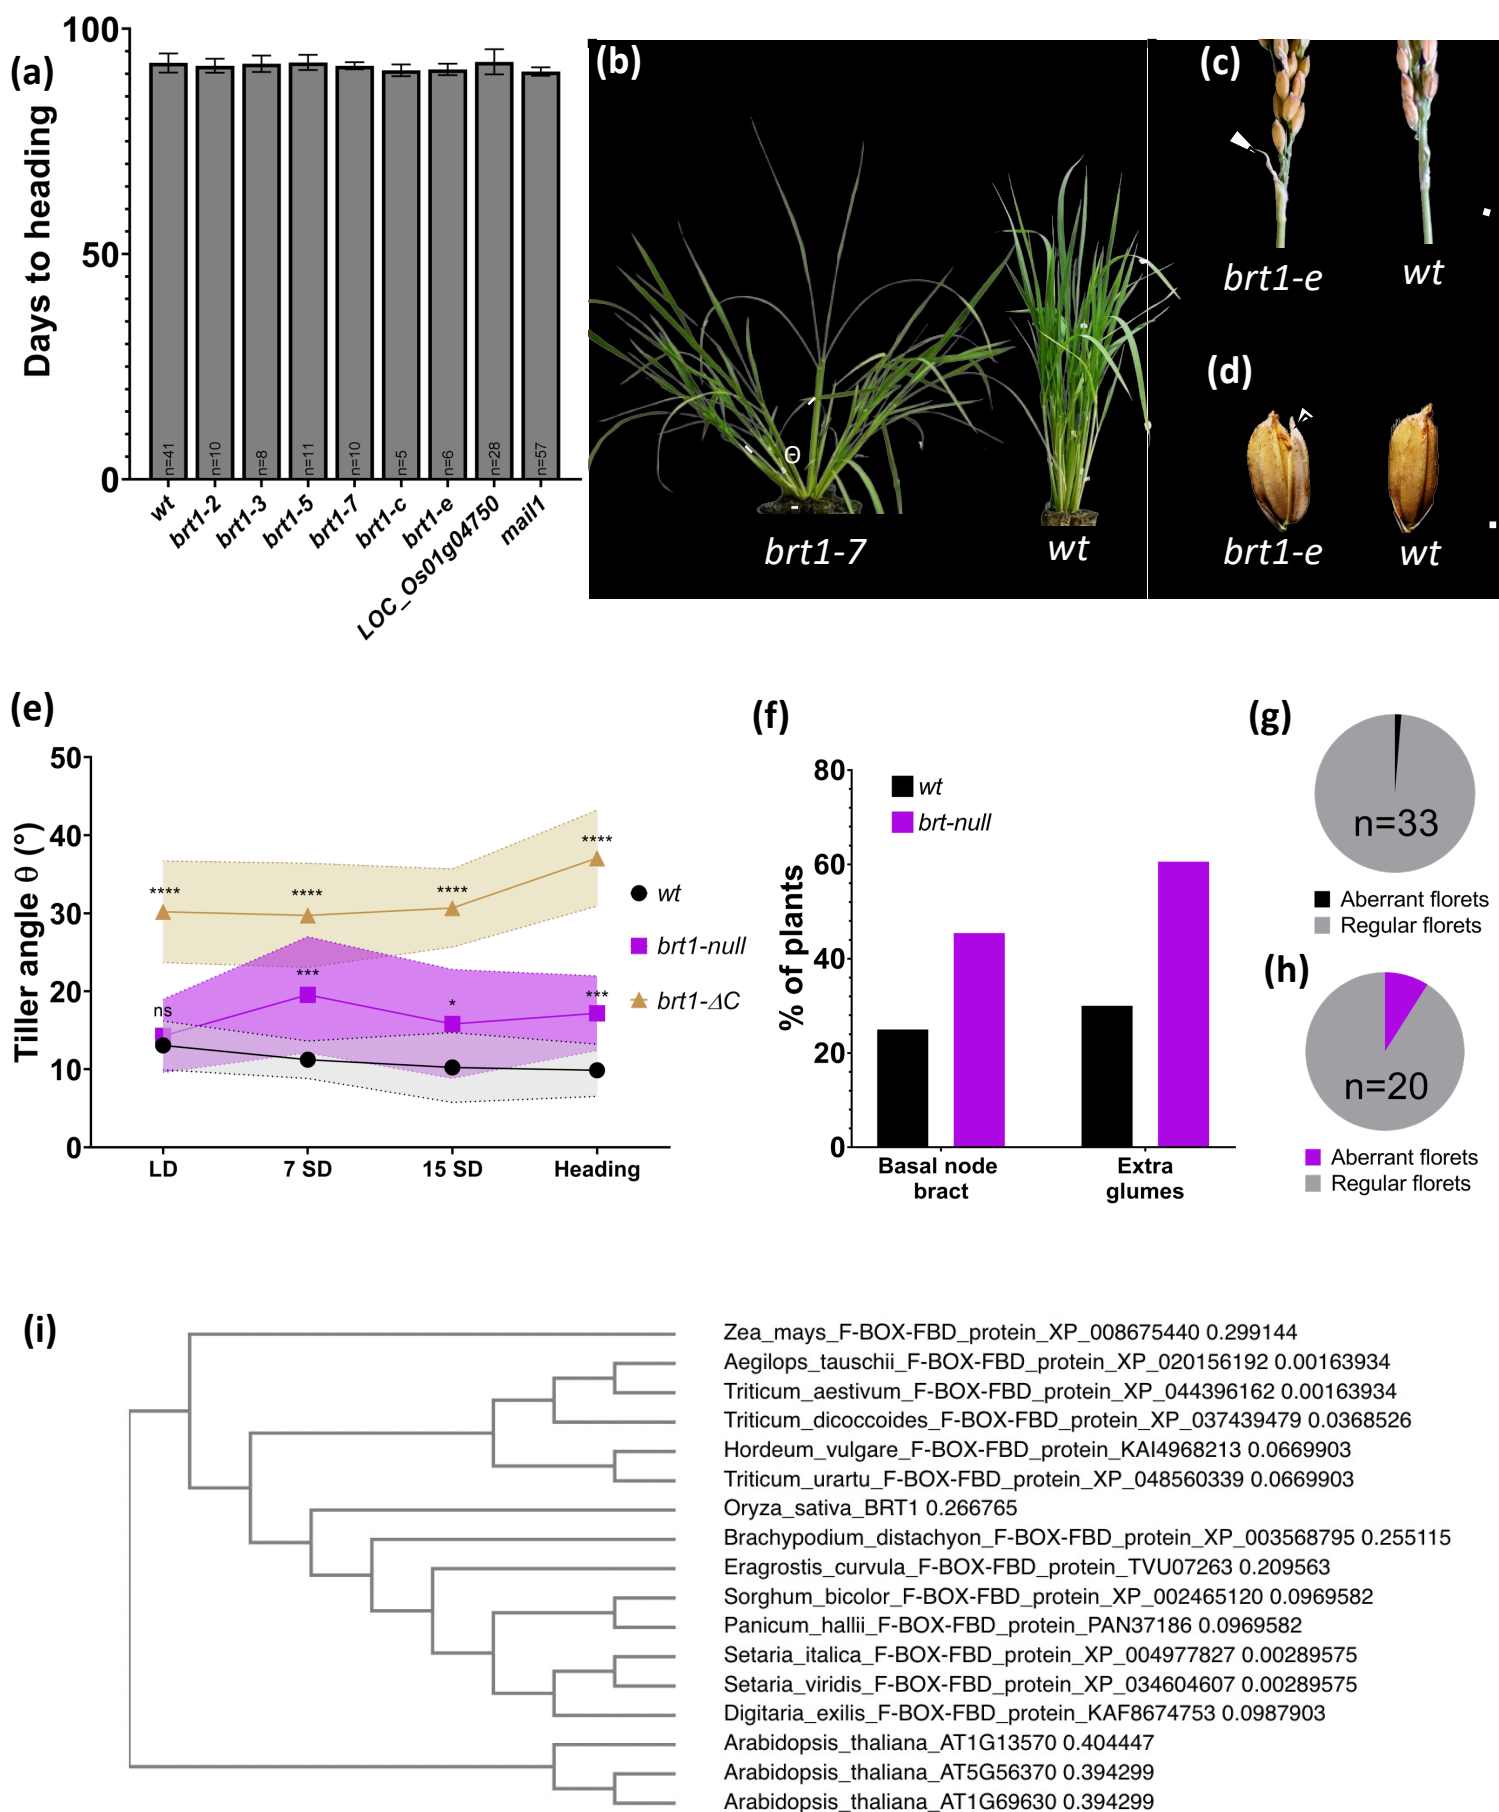 (a)
Days to heading
100
50
0
n=41
n=10
n=8
n=11
n=10
n=5
n=6
n=28
n=57
wt
brt1-2
brt1-3
brt1-5
brt1-7
brt1-c
brt1-e
LOC_Os01g04750
mail1
(b)
Θ
brt1-7
wt
(c)
brt1-e
wt
(d)
brt1-e
wt
(e)
Tiller angle θ (°)
50
40
30
20
10
0
****
****
****
****
ns
***
*
***
LD
7 SD
15 SD
Heading
wt
brt1-null
brt1-ΔC
(f)
% of plants
80
60
40
20
0
wt
brt-null
Basal node
bract
Extra
glumes
(g)
n=33
Aberrant florets
Regular florets
(h)
n=20
Aberrant florets
Regular florets
(i)
Zea_mays_F-BOX-FBD_protein_XP_008675440 0.299144
Aegilops_tauschii_F-BOX-FBD_protein_XP_020156192 0.00163934
Triticum_aestivum_F-BOX-FBD_protein_XP_044396162 0.00163934
Triticum_dicoccoides_F-BOX-FBD_protein_XP_037439479 0.0368526
Hordeum_vulgare_F-BOX-FBD_protein_KAI4968213 0.0669903
Triticum_urartu_F-BOX-FBD_protein_XP_048560339 0.0669903
Oryza_sativa_BRT1 0.266765
Brachypodium_distachyon_F-BOX-FBD_protein_XP_003568795 0.255115
Eragrostis_curvula_F-BOX-FBD_protein_TVU07263 0.209563
Sorghum_bicolor_F-BOX-FBD_protein_XP_002465120 0.0969582
Panicum_hallii_F-BOX-FBD_protein_PAN37186 0.0969582
Setaria_italica_F-BOX-FBD_protein_XP_004977827 0.00289575
Setaria_viridis_F-BOX-FBD_protein_XP_034604607 0.00289575
Digitaria_exilis_F-BOX-FBD_protein_KAF8674753 0.0987903
Arabidopsis_thaliana_AT1G13570 0.404447
Arabidopsis_thaliana_AT5G56370 0.394299
Arabidopsis_thaliana_AT1G69630 0.394299